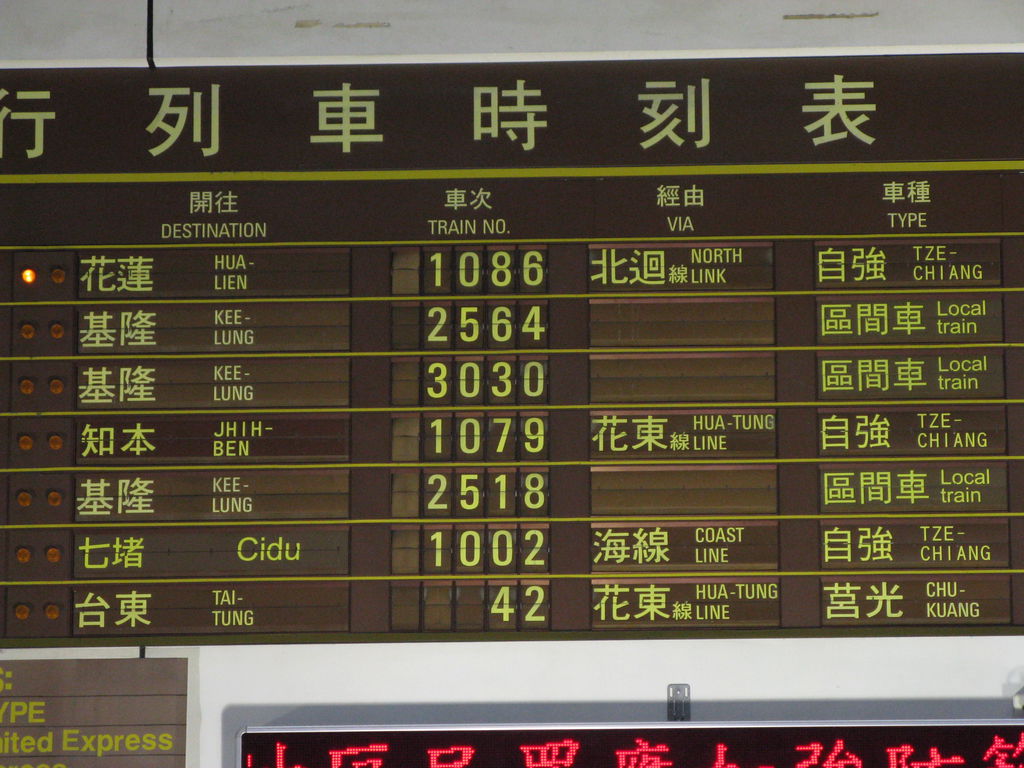 行列車時刻表
開往 車次 經由 車種
DESTINATION TRAIN NO. VIA TYPE
花蓮 HUA-LIEN 1086 北迴線 NORTH LINK 自強 TZE-CHIANG
基隆 KEE-LUNG 2564 區間車 Local train
基隆 KEE-LUNG 3030 區間車 Local train
知本 JHIH-BEN 1079 花東線 HUA-TUNG LINE 自強 TZE-CHIANG
基隆 KEE-LUNG 2518 區間車 Local train
七堵 Cidu 1002 海線 COAST LINE 自強 TZE-CHIANG
台東 TAI-TUNG 42 花東線 HUA-TUNG LINE 莒光 CHU-KUANG
S:
YPE
ited Express